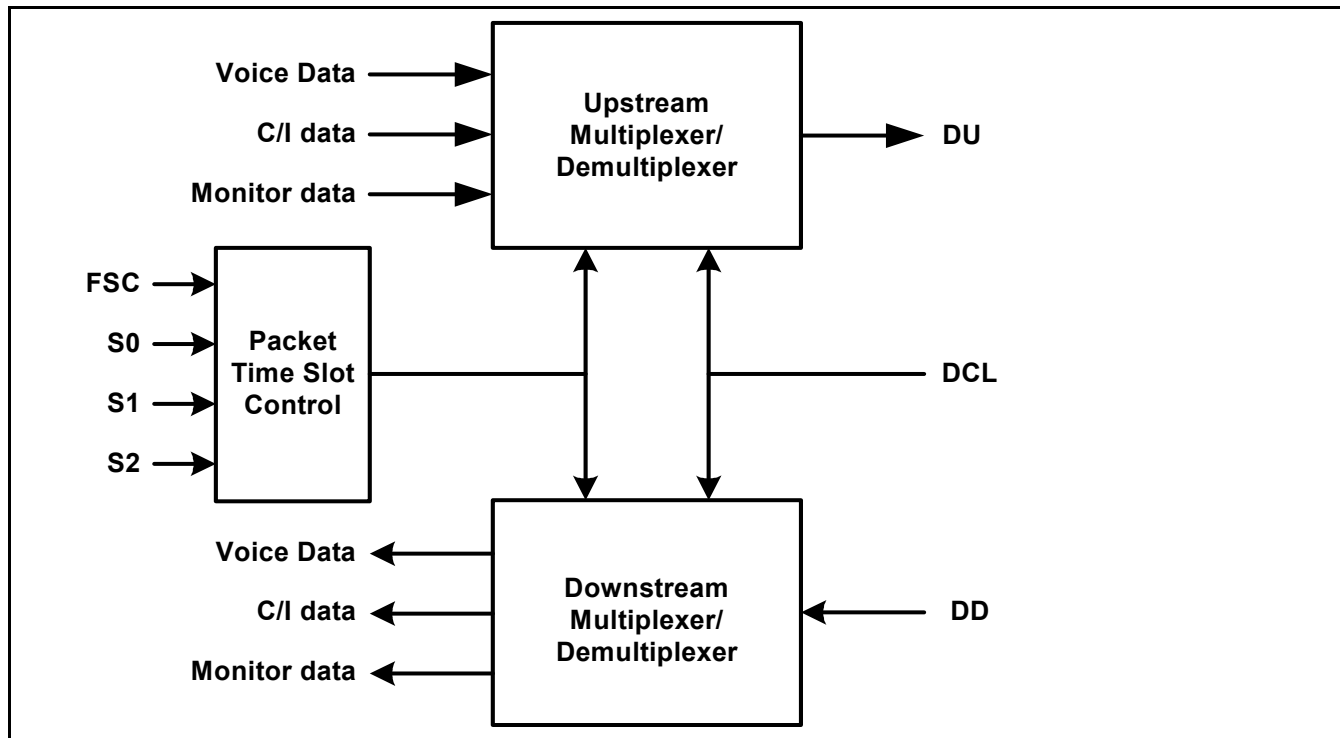 Voice Data
C/I data
Monitor data
Upstream
Multiplexer/
Demultiplexer
DU
FSC
S0
S1
S2
Packet
Time Slot
Control
DCL
Voice Data
C/I data
Monitor data
Downstream
Multiplexer/
Demultiplexer
DD